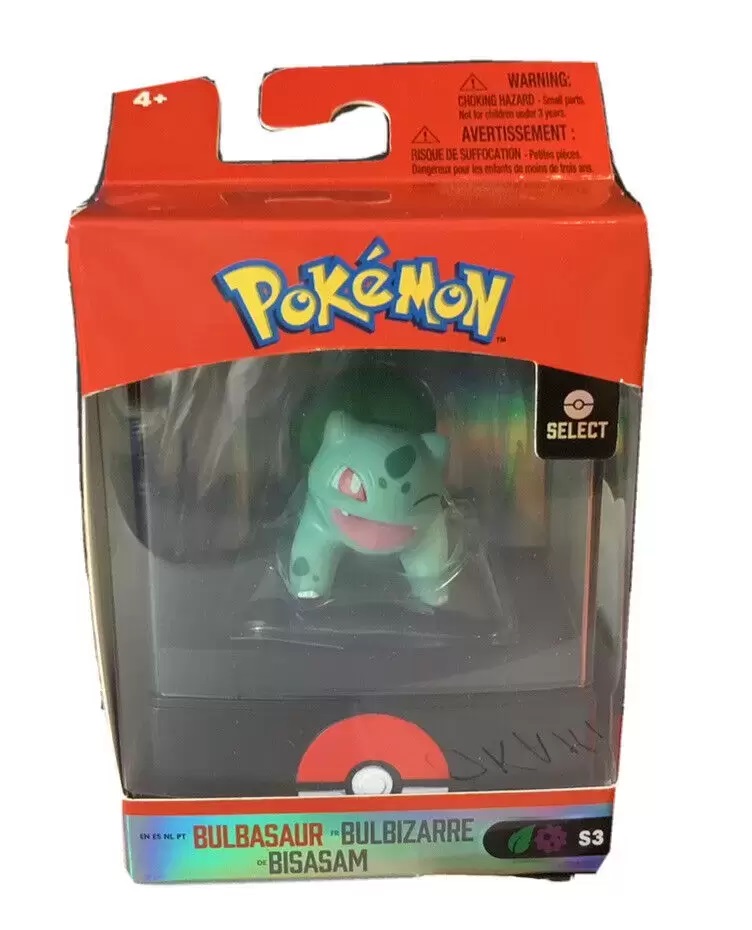 4+
WARNING:
CHOKING HAZARD - Small parts.
Not for children under 3 years.
AVERTISSEMENT :
RISQUE DE SUFFOCATION - Petites pièces.
Dangereux pour les enfants de moins de trois ans.
POKéMON™
SELECT
EN ES NL PT BULBASAUR FR BULBIZARRE
DE BISASAM
S3